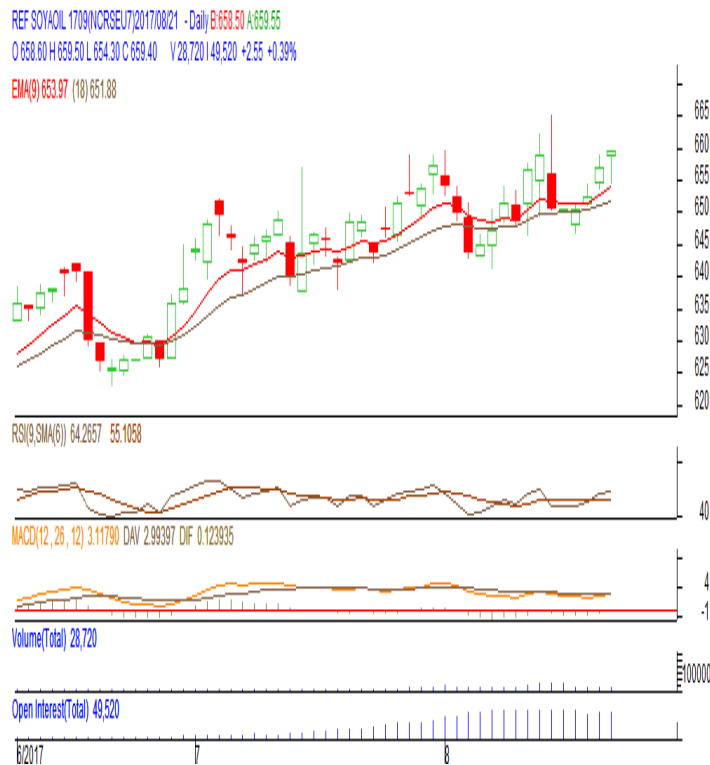 REF SOYAOIL 1709(NCRSEU7)2017/08/21 - Daily B:658.50 A:659.55
O 658.60 H 659.50 L 654.30 C 659.40 V 28,720 I 49,520 +2.55 +0.39%
EMA(9) 653.97 (18) 651.88
665
660
655
650
645
640
635
630
625
620
RSI(9,SMA(6)) 64.2657 55.1058
40
MACD(12 , 26 , 12) 3.11790 DAV 2.99397 DIF 0.123935
4
-1
Volume(Total) 28,720
100000
Open Interest(Total) 49,520
6/2017 7 8